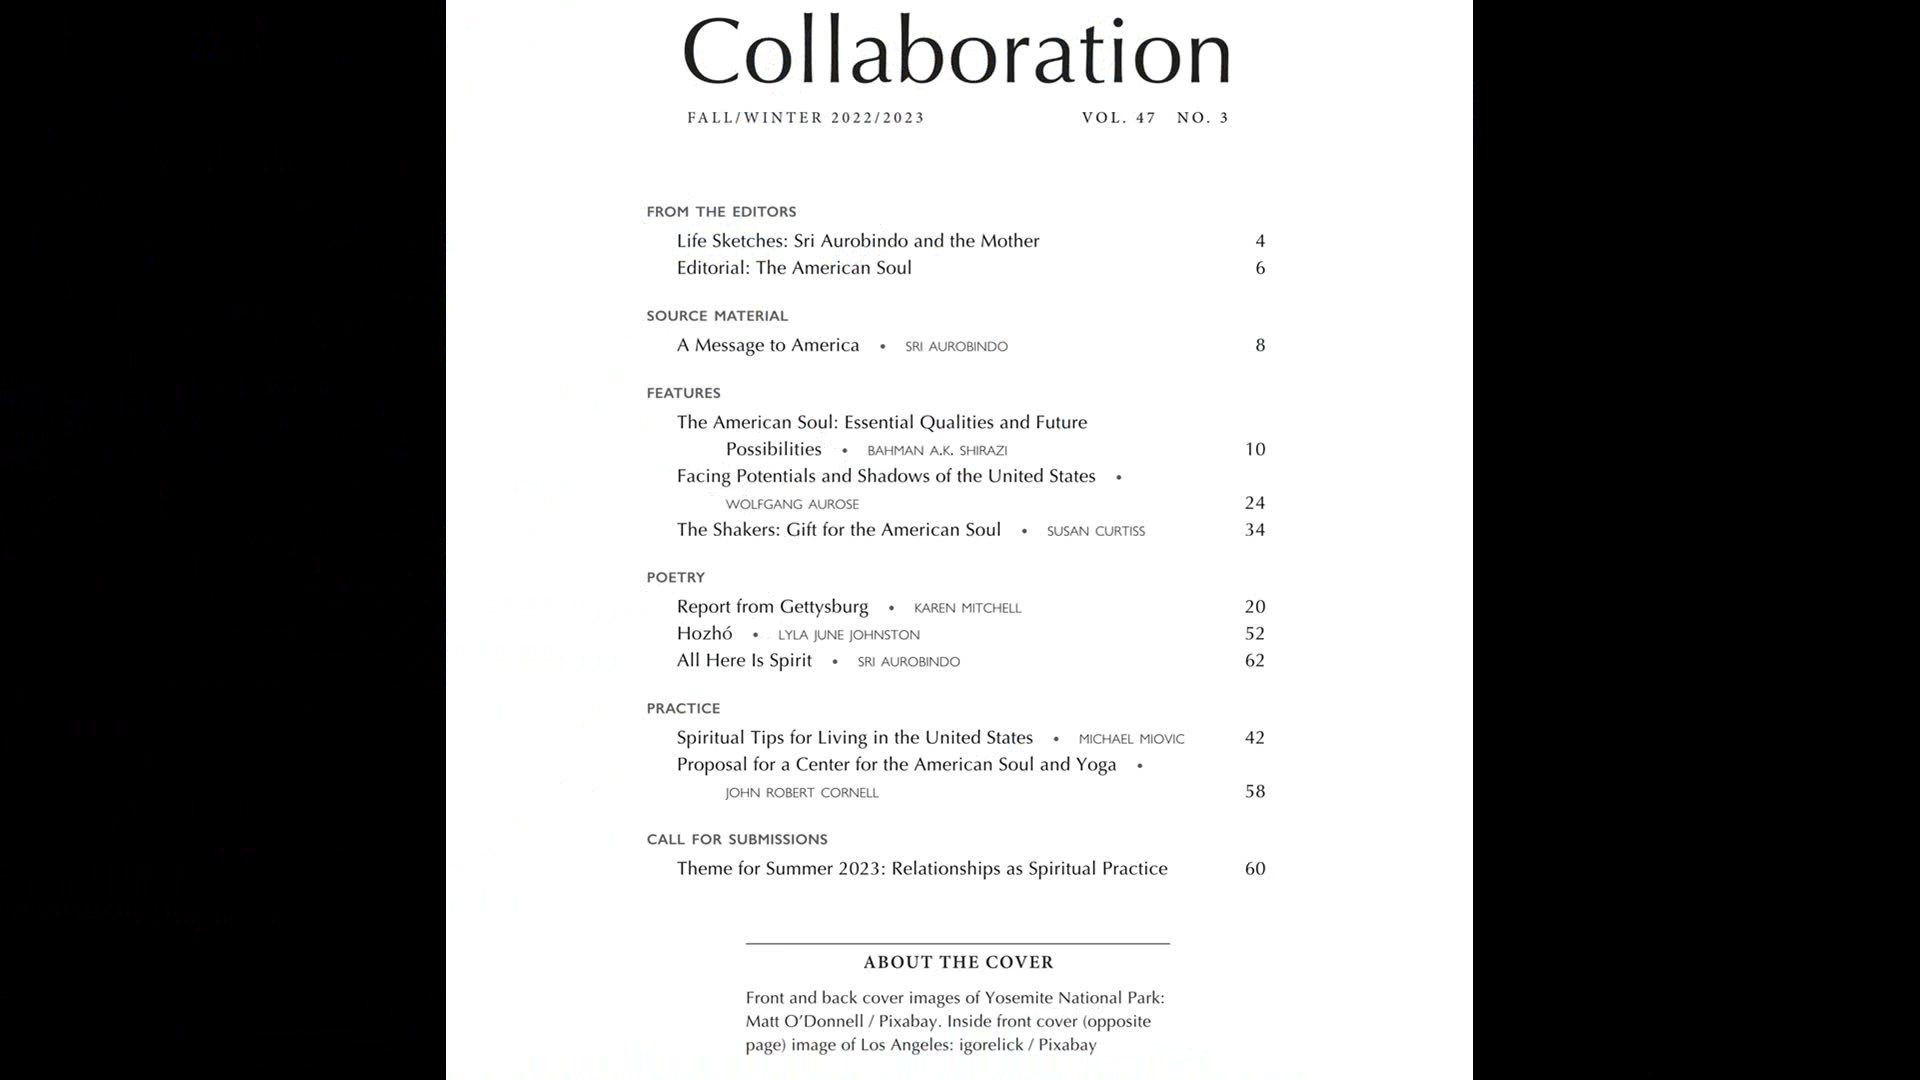 Collaboration
FALL/WINTER 2022/2023 VOL. 47 NO. 3
FROM THE EDITORS
Life Sketches: Sri Aurobindo and the Mother 4
Editorial: The American Soul 6
SOURCE MATERIAL
A Message to America • SRI AUROBINDO 8
FEATURES
The American Soul: Essential Qualities and Future
Possibilities • BAHMAN A.K. SHIRAZI 10
Facing Potentials and Shadows of the United States •
WOLFGANG AUROSE 24
The Shakers: Gift for the American Soul • SUSAN CURTISS 34
POETRY
Report from Gettysburg • KAREN MITCHELL 20
Hozhó • LYLA JUNE JOHNSTON 52
All Here Is Spirit • SRI AUROBINDO 62
PRACTICE
Spiritual Tips for Living in the United States • MICHAEL MIOVIC 42
Proposal for a Center for the American Soul and Yoga •
JOHN ROBERT CORNELL 58
CALL FOR SUBMISSIONS
Theme for Summer 2023: Relationships as Spiritual Practice 60
ABOUT THE COVER
Front and back cover images of Yosemite National Park:
Matt O’Donnell / Pixabay. Inside front cover (opposite
page) image of Los Angeles: igorelick / Pixabay